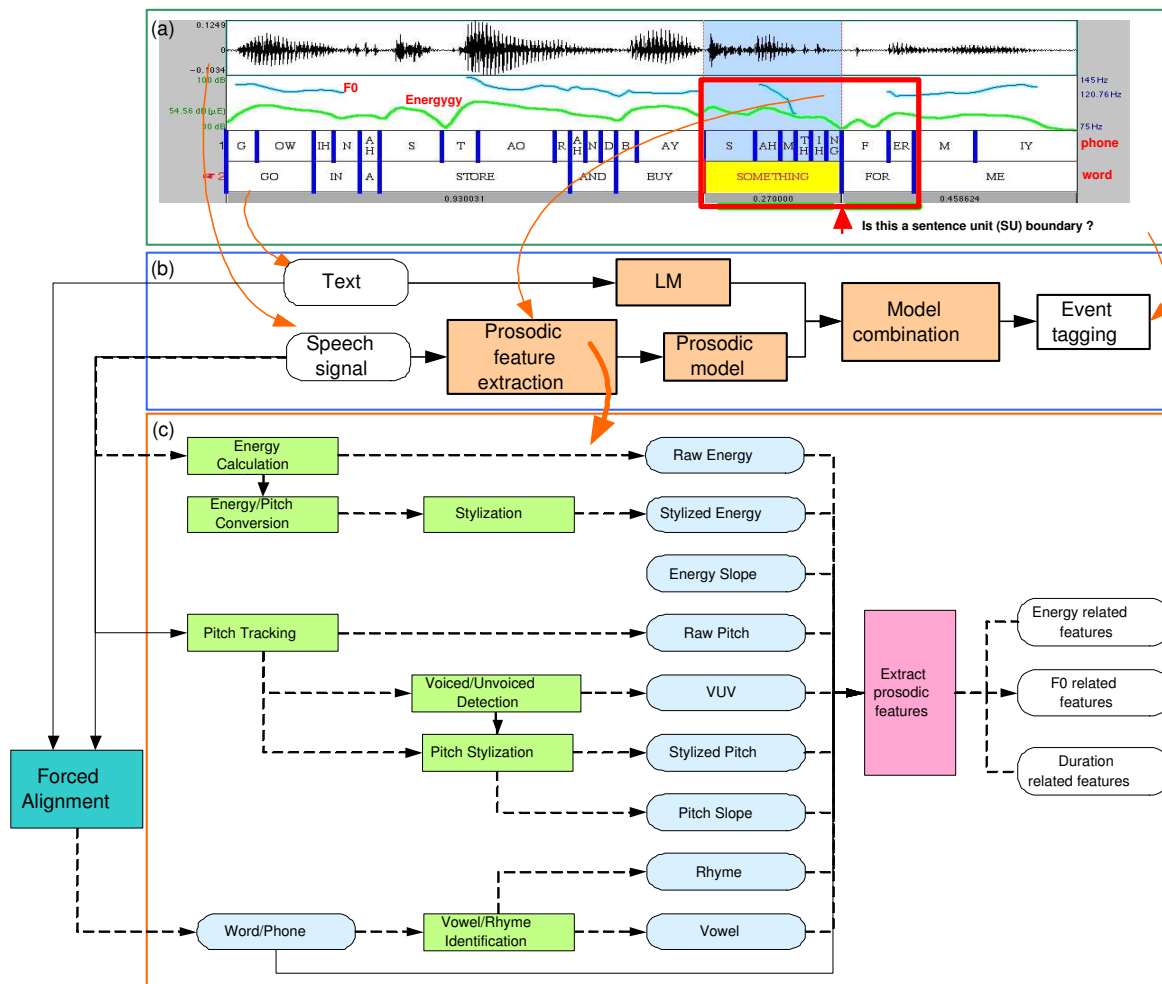 (a)
0.1249
0
-0.1034
100 dB
54.56 dB (µE)
30 dB
F0
Energygy
145 Hz
120.76 Hz
75 Hz
1 G OW IH N AH S T AO R AH N D B AY S AH M TH IH NG F ER M IY phone
2 GO IN A STORE AND BUY SOMETHING FOR ME word
0.930031 0.270000 0.458624
Is this a sentence unit (SU) boundary ?
(b)
Text
LM
Speech
signal
Prosodic
feature
extraction
Prosodic
model
Model
combination
Event
tagging
(c)
Energy
Calculation
Raw Energy
Energy/Pitch
Conversion
Stylization
Stylized Energy
Energy Slope
Pitch Tracking
Raw Pitch
Voiced/Unvoiced
Detection
VUV
Pitch Stylization
Stylized Pitch
Pitch Slope
Rhyme
Word/Phone
Vowel/Rhyme
Identification
Vowel
Forced
Alignment
Extract
prosodic
features
Energy related
features
F0 related
features
Duration
related features